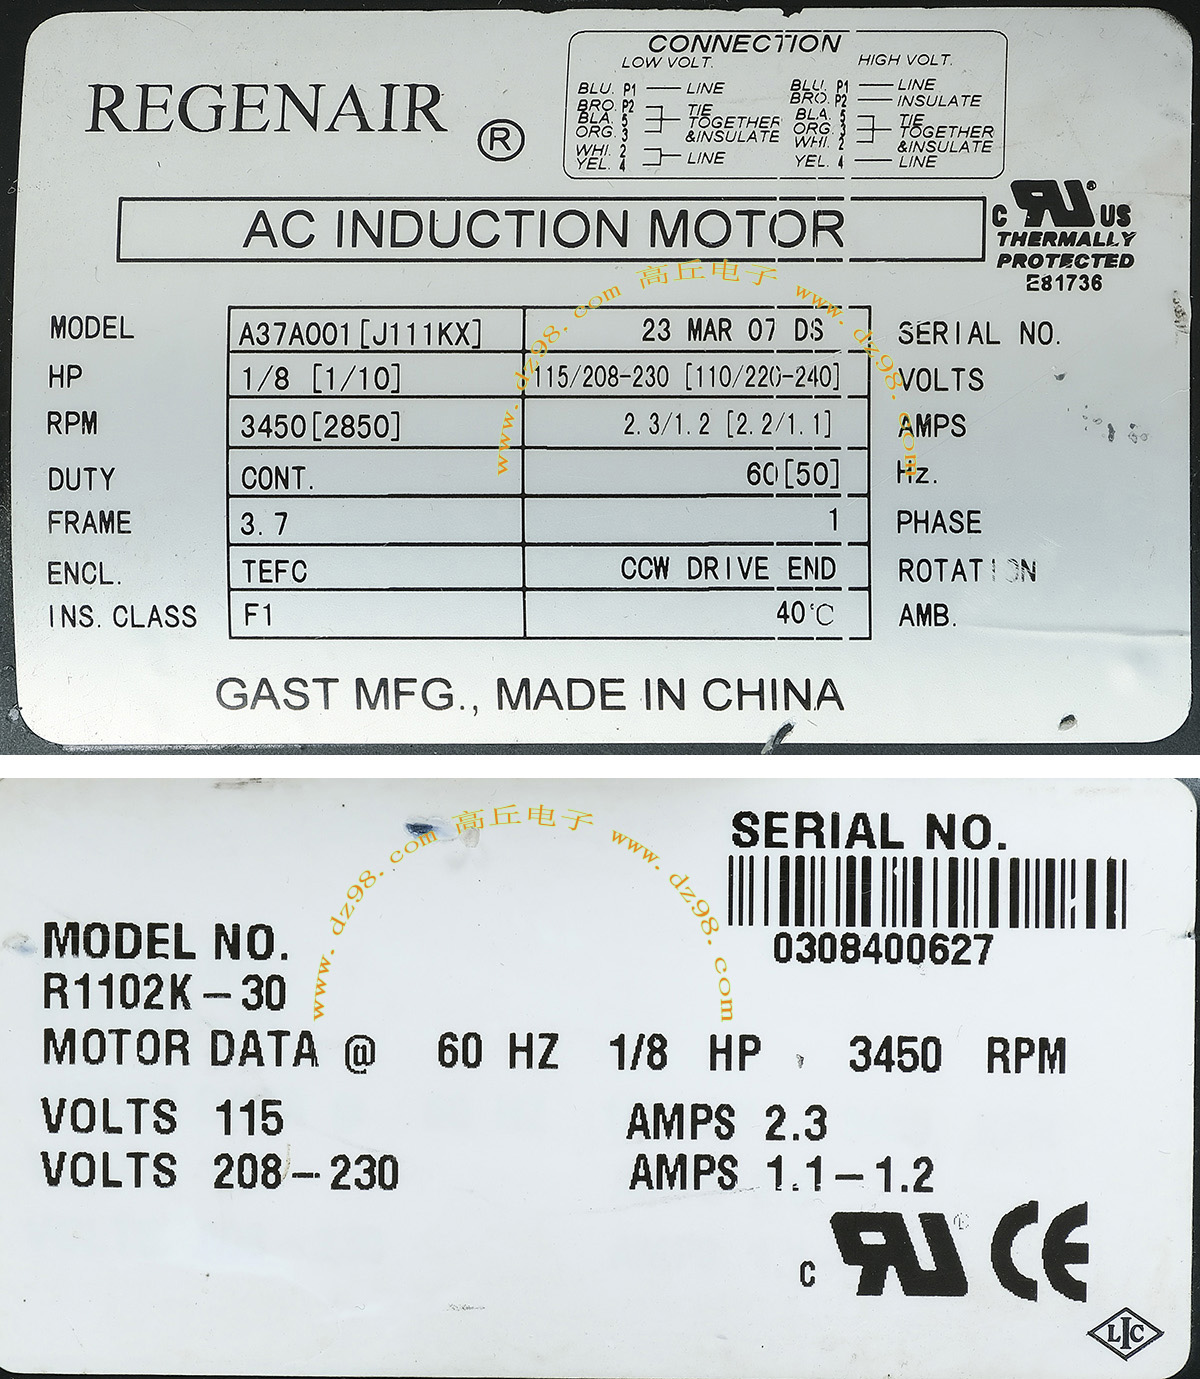 CONNECTION
LOW VOLT. HIGH VOLT.
BLU. P1 LINE BLU. P1 LINE
BRO. P2 TIE BRO. P2 INSULATE
BLA. 5 TOGETHER BLA. 5 TIE
ORG. 3 &INSULATE ORG. 3 TOGETHER
WHI. 2 LINE WHI. 2 &INSULATE
YEL. 4 YEL. 4 LINE
REGENAIR ®
AC INDUCTION MOTOR
C RU® US
THERMALLY
PROTECTED
E81736
www.dz98.com 高丘电子 www.dz98.com
MODEL A37A001[J111KX] 23 MAR 07 DS SERIAL NO.
HP 1/8 [1/10] 115/208-230 [110/220-240] VOLTS
RPM 3450[2850] 2.3/1.2 [2.2/1.1] AMPS
DUTY CONT. 60[50] Hz.
FRAME 3.7 1 PHASE
ENCL. TEFC CCW DRIVE END ROTATION
INS. CLASS F1 40℃ AMB.
GAST MFG., MADE IN CHINA
www.dz98.com 高丘电子 www.dz98.com
SERIAL NO.
0308400627
MODEL NO.
R1102K-30
MOTOR DATA @ 60 HZ 1/8 HP , 3450 RPM
VOLTS 115 AMPS 2.3
VOLTS 208-230 AMPS 1.1-1.2
C RU® CE
LIC